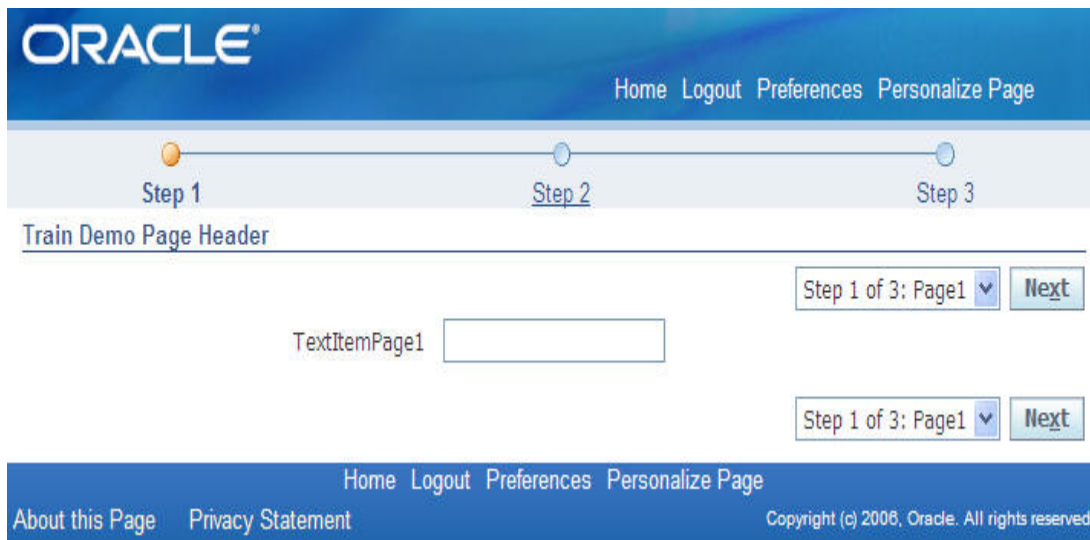 ORACLE®
Home Logout Preferences Personalize Page
Step 1 Step 2 Step 3
Train Demo Page Header
Step 1 of 3: Page1 Next
TextItemPage1
Step 1 of 3: Page1 Next
Home Logout Preferences Personalize Page
About this Page Privacy Statement Copyright (c) 2006, Oracle. All rights reserved